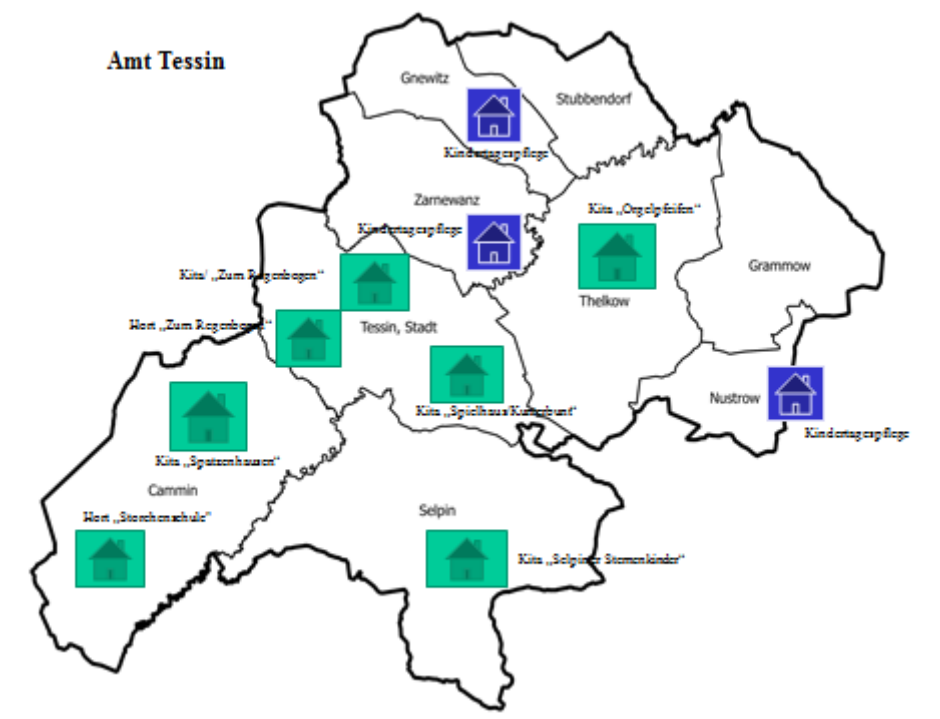 Amt Tessin
Gnewitz
Stubbendorf
Kindertagespflege
Zarnewanz
Kita „Orgelpfeifen“
Kindertagespflege
Grammow
Kita/ „Zum Regenbogen“
Thelkow
Hort „Zum Regenbogen“
Tessin, Stadt
Nustrow
Kita „Spielhaus Kunterbunt“
Kindertagespflege
Kita „Spatzenhausen“
Cammin
Selpin
Hort „Storchenschule“
Kita „Selpiner Sternenkinder“